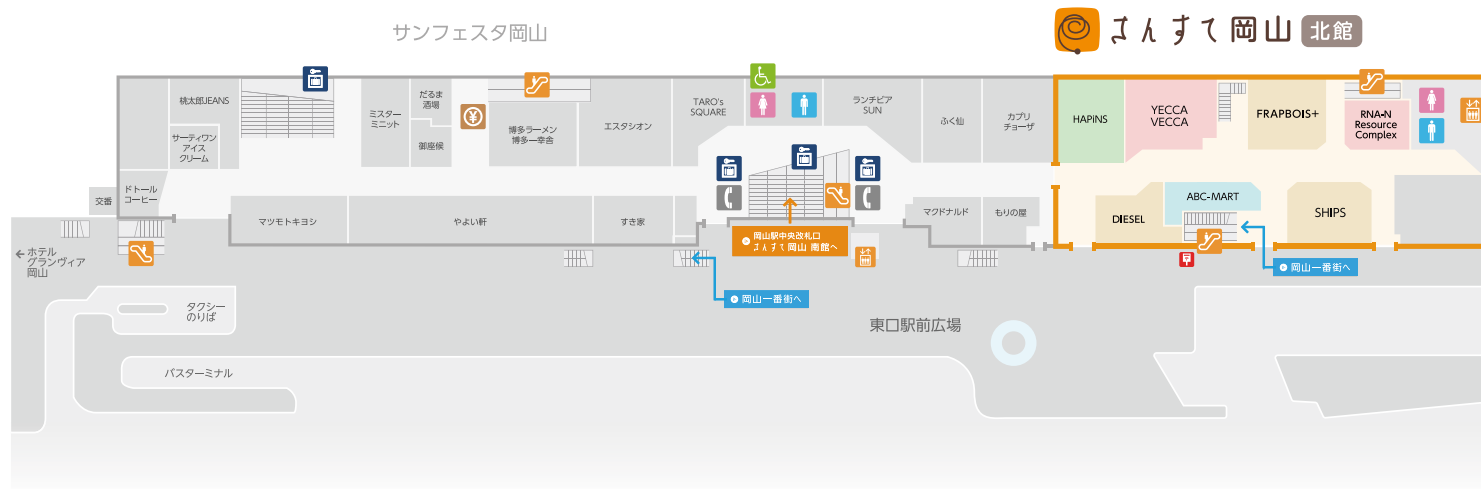 サンフェスタ岡山
さんすて岡山 北館
桃太郎JEANS
サーティワン
アイス
クリーム
ドトール
コーヒー
交番
ミスター
ミニット
だるま
酒場
御座候
博多ラーメン
博多一幸舎
エスタシオン
TARO's
SQUARE
ランチビア
SUN
ふく仙
カプリ
チョーザ
HAPiNS
YECCA
VECCA
FRAPBOIS+
RNA-N
Resource
Complex
マツモトキヨシ
やよい軒
すき家
マクドナルド
もりの屋
DIESEL
ABC-MART
SHIPS
岡山駅中央改札口
さんすて岡山 南館へ
←ホテル
グランヴィア
岡山
岡山一番街へ
岡山一番街へ
タクシー
のりば
東口駅前広場
バスターミナル